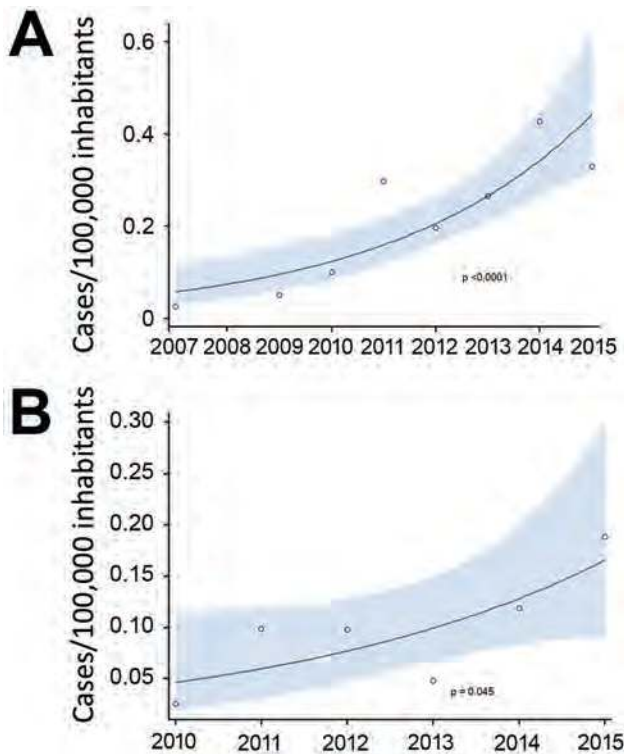 A
Cases/100,000 inhabitants
0.6
0.4
0.2
0
p <0.0001
2007 2008 2009 2010 2011 2012 2013 2014 2015
B
Cases/100,000 inhabitants
0.30
0.25
0.20
0.15
0.10
0.05
p = 0.045
2010 2011 2012 2013 2014 2015